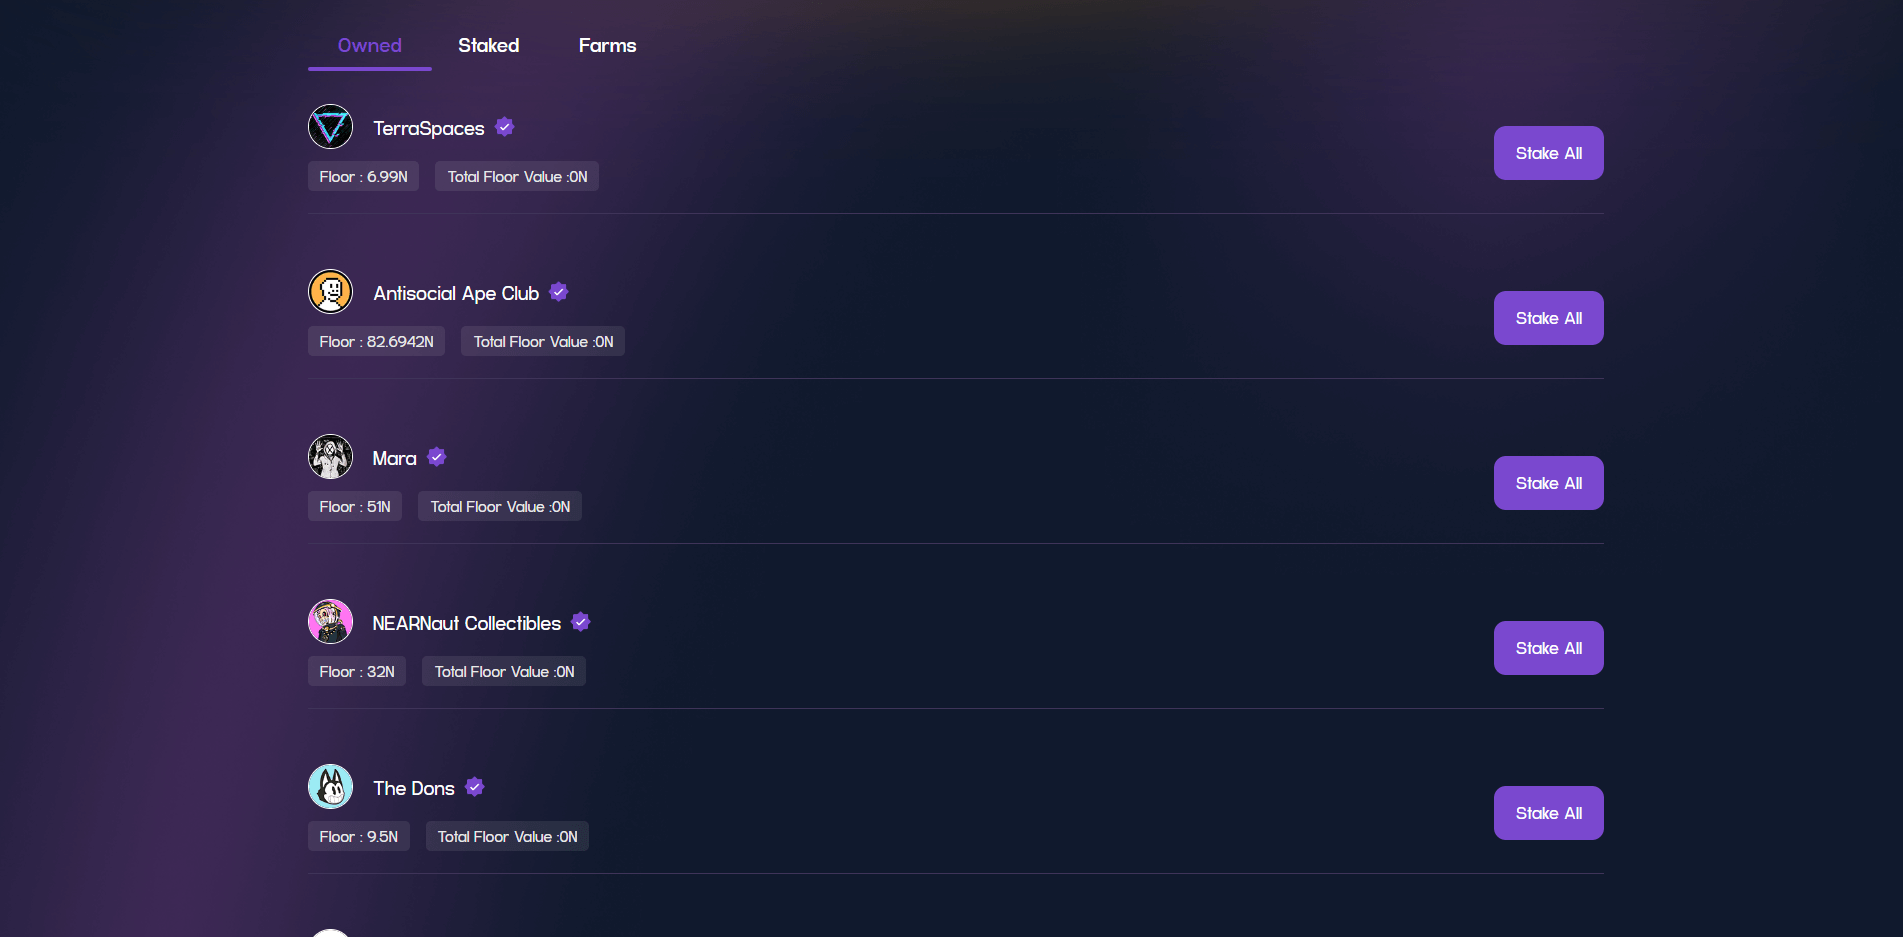 Owned Staked Farms
TerraSpaces
Stake All
Floor : 6.99N Total Floor Value :0N
Antisocial Ape Club
Stake All
Floor : 82.6942N Total Floor Value :0N
Mara
Stake All
Floor : 51N Total Floor Value :0N
NEARNaut Collectibles
Stake All
Floor : 32N Total Floor Value :0N
The Dons
Stake All
Floor : 9.5N Total Floor Value :0N